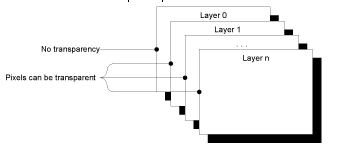 Layer 0
Layer 1
No transparency
. . .
Layer n
Pixels can be transparent